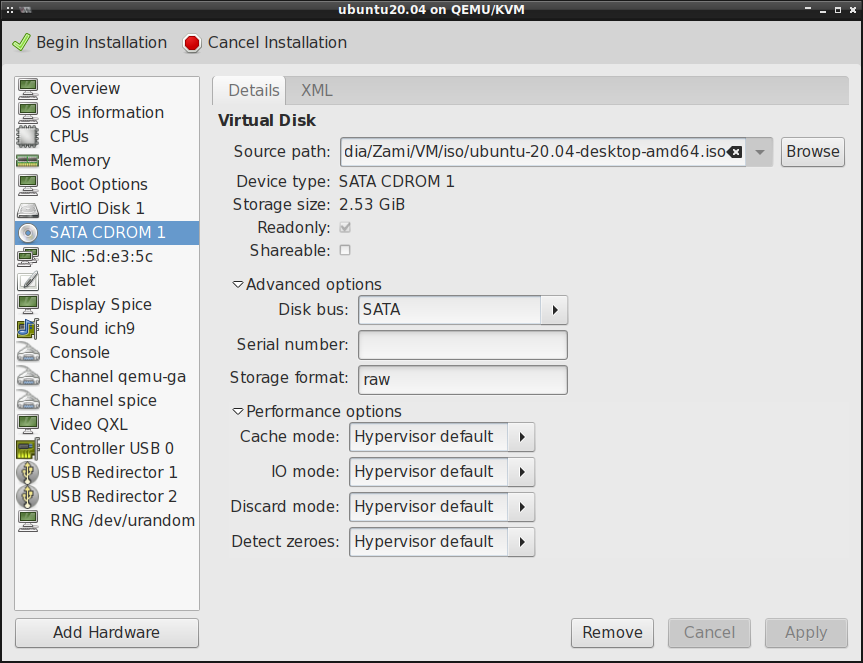 ubuntu20.04 on QEMU/KVM
Begin Installation Cancel Installation
Overview
OS information
CPUs
Memory
Boot Options
VirtIO Disk 1
SATA CDROM 1
NIC :5d:e3:5c
Tablet
Display Spice
Sound ich9
Console
Channel qemu-ga
Channel spice
Video QXL
Controller USB 0
USB Redirector 1
USB Redirector 2
RNG /dev/urandom
Add Hardware
Details XML
Virtual Disk
Source path: dia/Zami/VM/iso/ubuntu-20.04-desktop-amd64.iso Browse
Device type: SATA CDROM 1
Storage size: 2.53 GiB
Readonly:
Shareable:
Advanced options
Disk bus: SATA
Serial number:
Storage format: raw
Performance options
Cache mode: Hypervisor default
IO mode: Hypervisor default
Discard mode: Hypervisor default
Detect zeroes: Hypervisor default
Remove Cancel Apply